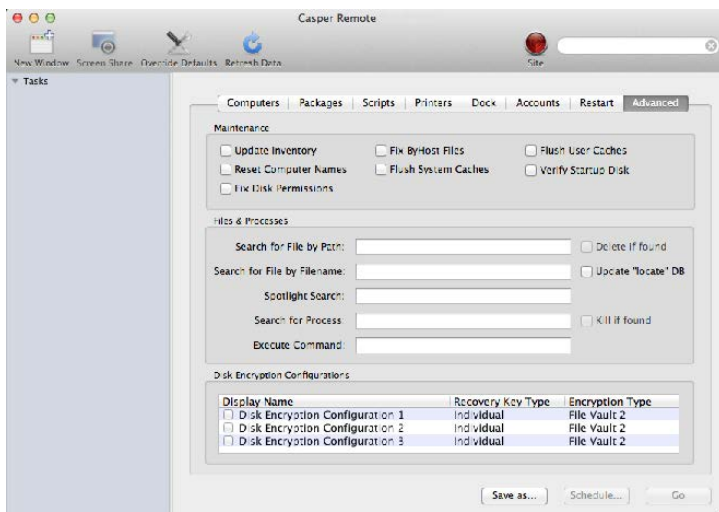 Casper Remote
New Window Screen Share Override Defaults Refresh Data Site
Tasks
Computers Packages Scripts Printers Dock Accounts Restart Advanced
Maintenance
Update Inventory Fix ByHost Files Flush User Caches
Reset Computer Names Flush System Caches Verify Startup Disk
Fix Disk Permissions
Files & Processes
Search for File by Path: Delete if found
Search for File by Filename: Update "locate" DB
Spotlight Search:
Search for Process: Kill if found
Execute Command:
Disk Encryption Configurations
Display Name Recovery Key Type Encryption Type
Disk Encryption Configuration 1 Individual File Vault 2
Disk Encryption Configuration 2 Individual File Vault 2
Disk Encryption Configuration 3 Individual File Vault 2
Save as... Schedule... Go